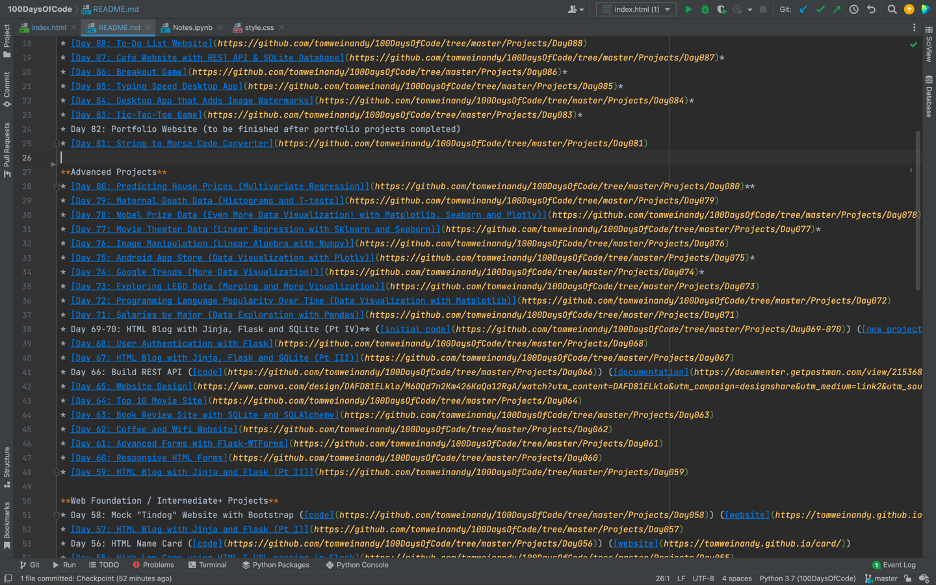 100DaysOfCode
README.md
index.html (1)
Git:
index.html
README.md
Notes.ipynb
style.css
Project
Commit
Pull Requests
Structure
Bookmarks
SciView
Database
18 * [Day 88: To-Do List Website](https://github.com/tomweinandy/100DaysOfCode/tree/master/Projects/Day088)
19 * [Day 87: Café Website with REST API & SQLite Database](https://github.com/tomweinandy/100DaysOfCode/tree/master/Projects/Day087)*
20 * [Day 86: Breakout Game](https://github.com/tomweinandy/100DaysOfCode/tree/master/Projects/Day086)*
21 * [Day 85: Typing Speed Desktop App](https://github.com/tomweinandy/100DaysOfCode/tree/master/Projects/Day085)*
22 * [Day 84: Desktop App that Adds Image Watermarks](https://github.com/tomweinandy/100DaysOfCode/tree/master/Projects/Day084)*
23 * [Day 83: Tic-Tac-Toe Game](https://github.com/tomweinandy/100DaysOfCode/tree/master/Projects/Day083)*
24 * Day 82: Portfolio Website (to be finished after portfolio projects completed)
25 * [Day 81: String to Morse Code Converter](https://github.com/tomweinandy/100DaysOfCode/tree/master/Projects/Day081)
26
27 **Advanced Projects**
28 * [Day 80: Predicting House Prices (Multivariate Regression)](https://github.com/tomweinandy/100DaysOfCode/tree/master/Projects/Day080)**
29 * [Day 79: Maternal Death Data (Histograms and T-tests)](https://github.com/tomweinandy/100DaysOfCode/tree/master/Projects/Day079)
30 * [Day 78: Nobel Prize Data (Even More Data Visualization! with Matplotlib, Seaborn and Plotly)](https://github.com/tomweinandy/100DaysOfCode/tree/master/Projects/Day078
31 * [Day 77: Movie Theater Data (Linear Regression with Sklearn and Seaborn)](https://github.com/tomweinandy/100DaysOfCode/tree/master/Projects/Day077)*
32 * [Day 76: Image Manipulation (Linear Algebra with Numpy)](https://github.com/tomweinandy/100DaysOfCode/tree/master/Projects/Day076)
33 * [Day 75: Android App Store (Data Visualization with Plotly)](https://github.com/tomweinandy/100DaysOfCode/tree/master/Projects/Day075)*
34 * [Day 74: Google Trends (More Data Visualization!)](https://github.com/tomweinandy/100DaysOfCode/tree/master/Projects/Day074)*
35 * [Day 73: Exploring LEGO Data (Merging and More Visualization)](https://github.com/tomweinandy/100DaysOfCode/tree/master/Projects/Day073)
36 * [Day 72: Programming Language Popularity Over Time (Data Visualization with Matplotlib)](https://github.com/tomweinandy/100DaysOfCode/tree/master/Projects/Day072)
37 * [Day 71: Salaries by Major (Data Exploration with Pandas)](https://github.com/tomweinandy/100DaysOfCode/tree/master/Projects/Day071)
38 * Day 69-70: HTML Blog with Jinja, Flask and SQLite (Pt IV)** ([initial code](https://github.com/tomweinandy/100DaysOfCode/tree/master/Projects/Day069-070)) ([new project
39 * [Day 68: User Authentication with Flask](https://github.com/tomweinandy/100DaysOfCode/tree/master/Projects/Day068)
40 * [Day 67: HTML Blog with Jinja, Flask and SQLite (Pt III)](https://github.com/tomweinandy/100DaysOfCode/tree/master/Projects/Day067)
41 * Day 66: Build REST API ([code](https://github.com/tomweinandy/100DaysOfCode/tree/master/Projects/Day066)) ([documentation](https://documenter.getpostman.com/view/215368
42 * [Day 65: Website Design](https://www.canva.com/design/DAFD81ELklo/M6OQd7n2Km426KaQa12RgA/watch?utm_content=DAFD81ELklo&utm_campaign=designshare&utm_medium=link2&utm_sou
43 * [Day 64: Top 10 Movie Site](https://github.com/tomweinandy/100DaysOfCode/tree/master/Projects/Day064)
44 * [Day 63: Book Review Site with SQLite and SQLAlchemy](https://github.com/tomweinandy/100DaysOfCode/tree/master/Projects/Day063)
45 * [Day 62: Coffee and Wifi Website](https://github.com/tomweinandy/100DaysOfCode/tree/master/Projects/Day062)
46 * [Day 61: Advanced Forms with Flask-WTForms](https://github.com/tomweinandy/100DaysOfCode/tree/master/Projects/Day061)
47 * [Day 60: Responsive HTML Forms](https://github.com/tomweinandy/100DaysOfCode/tree/master/Projects/Day060)
48 * [Day 59: HTML Blog with Jinja and Flask (Pt II)](https://github.com/tomweinandy/100DaysOfCode/tree/master/Projects/Day059)
49
50 **Web Foundation / Intermediate+ Projects**
51 * Day 58: Mock "Tindog" Website with Bootstrap ([code](https://github.com/tomweinandy/100DaysOfCode/tree/master/Projects/Day058)) ([website](https://tomweinandy.github.io
52 * [Day 57: HTML Blog with Jinja and Flask (Pt I)](https://github.com/tomweinandy/100DaysOfCode/tree/master/Projects/Day057)
53 * Day 56: HTML Name Card ([code](https://github.com/tomweinandy/100DaysOfCode/tree/master/Projects/Day056)) ([website](https://tomweinandy.github.io/card/))
Git
Run
TODO
Problems
Terminal
Python Packages
Python Console
1 Event Log
1 file committed: Checkpoint (52 minutes ago)
26:1 LF UTF-8 4 spaces Python 3.7 (100DaysOfCode) master